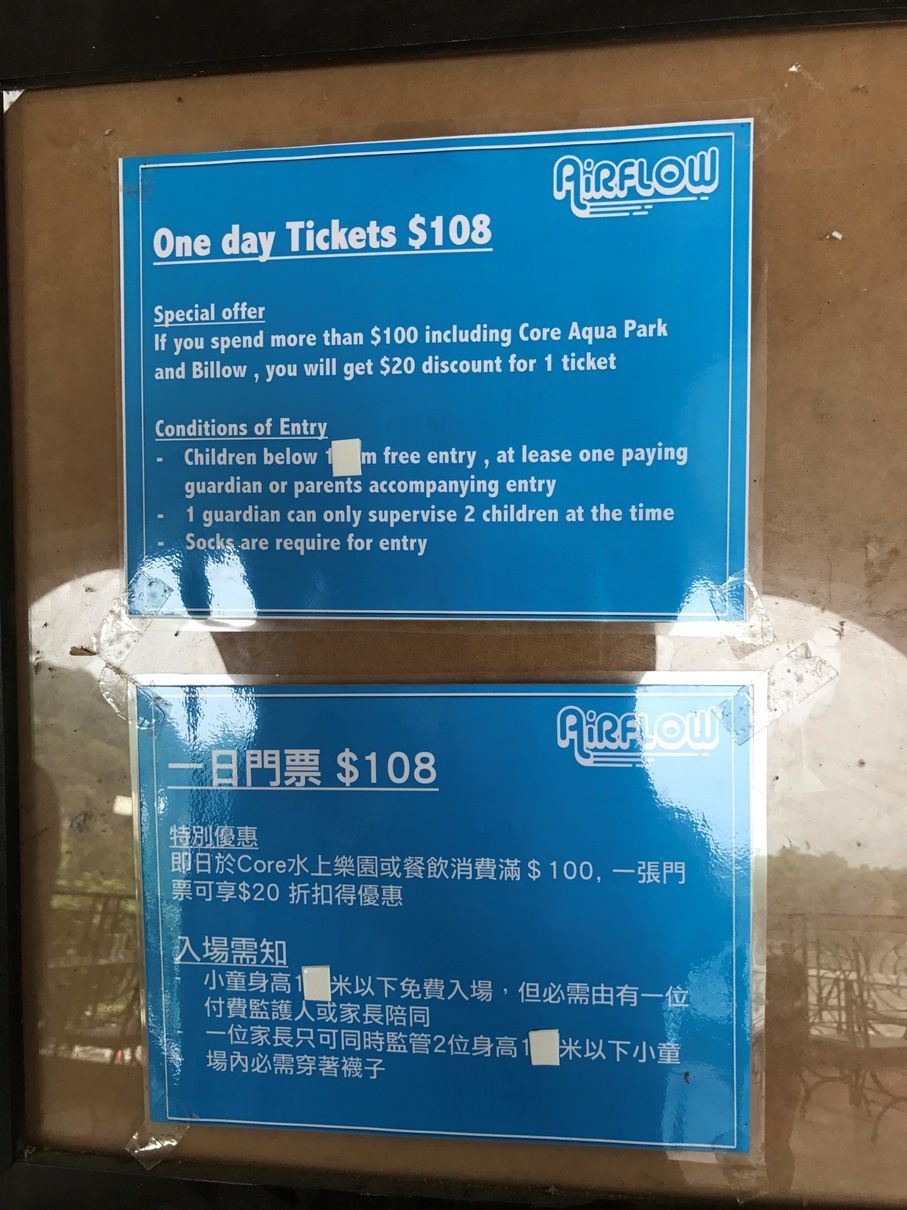 AiRFLOW
One day Tickets $108
Special offer
If you spend more than $100 including Core Aqua Park
and Billow , you will get $20 discount for 1 ticket
Conditions of Entry
- Children below 1 m free entry , at lease one paying
guardian or parents accompanying entry
- 1 guardian can only supervise 2 children at the time
- Socks are require for entry
AiRFLOW
一日門票 $108
特別優惠
即日於Core水上樂園或餐飲消費滿＄100, 一張門
票可享$20 折扣得優惠
入場需知
小童身高1 米以下免費入場，但必需由有一位
付費監護人或家長陪同
一位家長只可同時監管2位身高1 米以下小童
場內必需穿著襪子